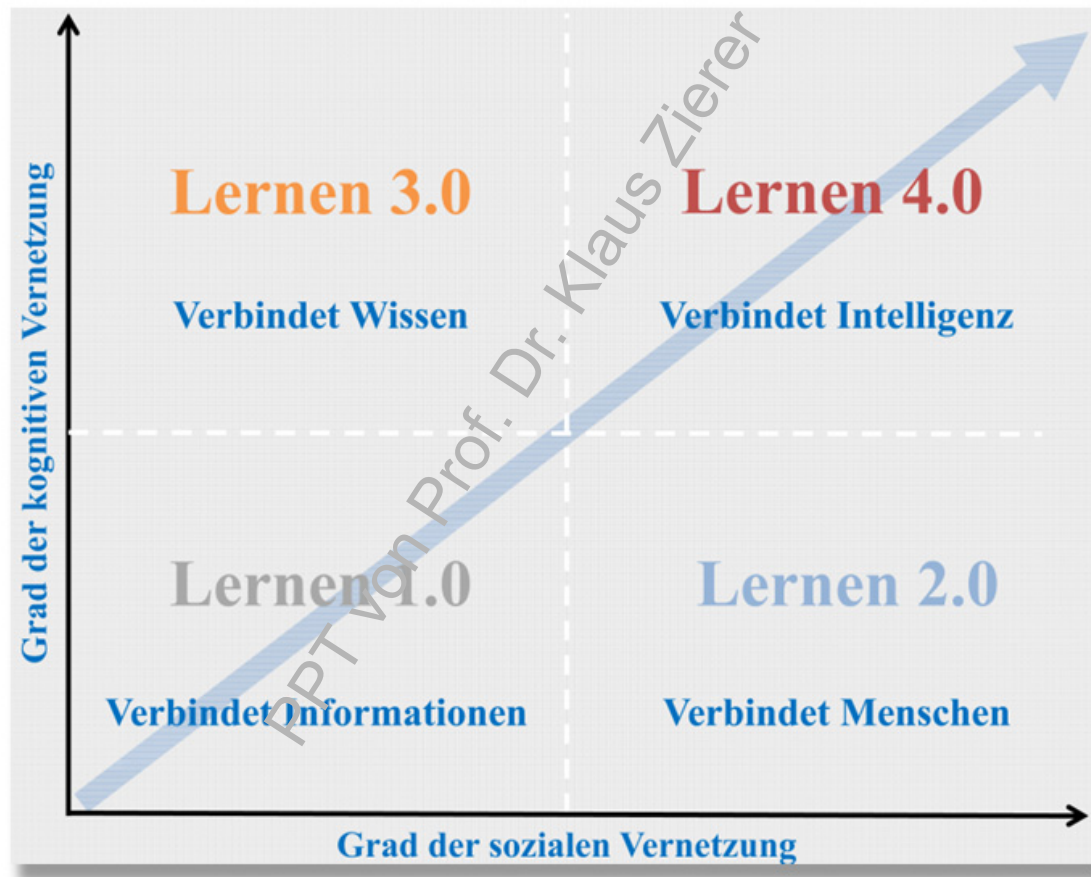 Grad der kognitiven Vernetzung
Lernen 3.0
Verbindet Wissen
Lernen 4.0
Verbindet Intelligenz
Lernen 1.0
Verbindet Informationen
Lernen 2.0
Verbindet Menschen
Grad der sozialen Vernetzung
PPT von Prof. Dr. Klaus Zierer